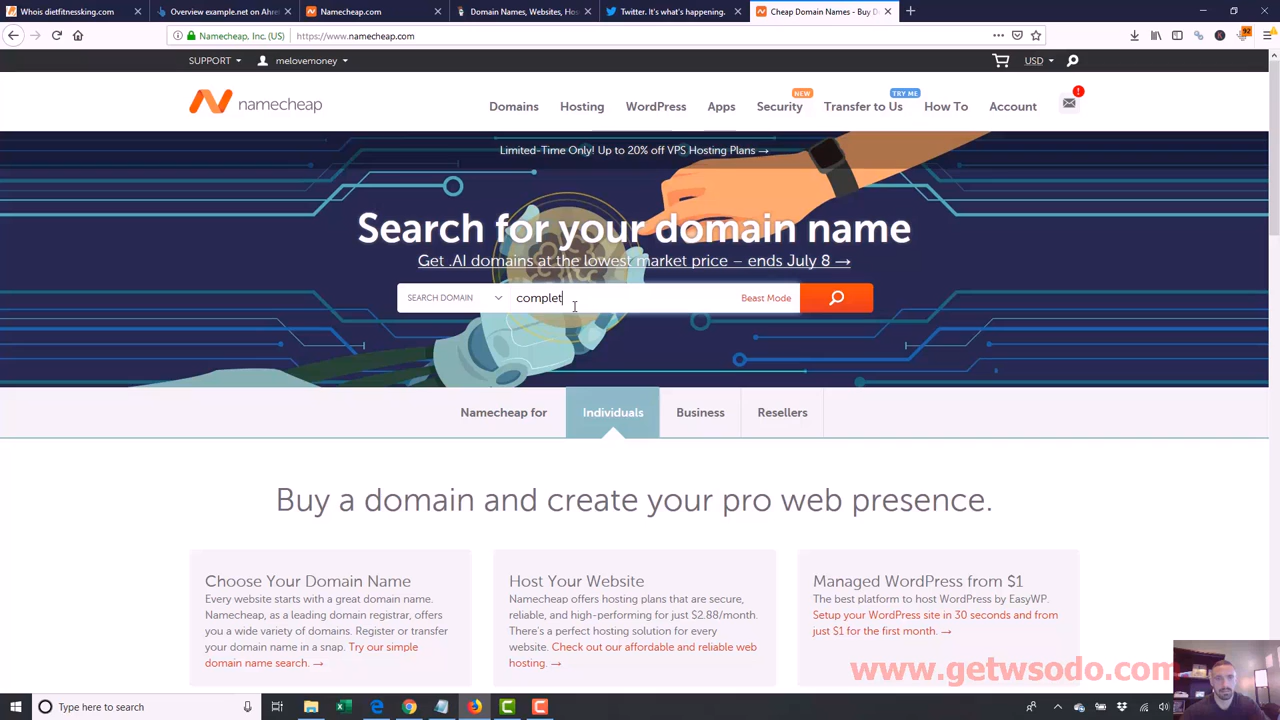 Whois dietfitnessking.com
Overview example.net on Ahre
Namecheap.com
Domain Names, Websites, Hos
Twitter. It's what's happening.
Cheap Domain Names - Buy D
Namecheap, Inc. (US)
https://www.namecheap.com
92
SUPPORT
melovemoney
USD
namecheap
Domains
Hosting
WordPress
Apps
NEW
Security
TRY ME
Transfer to Us
How To
Account
!
Limited-Time Only! Up to 20% off VPS Hosting Plans →
Search for your domain name
Get .AI domains at the lowest market price – ends July 8 →
SEARCH DOMAIN
complet
Beast Mode
Namecheap for
Individuals
Business
Resellers
Buy a domain and create your pro web presence.
Choose Your Domain Name
Every website starts with a great domain name.
Namecheap, as a leading domain registrar, offers
you a wide variety of domains. Register or transfer
your domain name in a snap. Try our simple
domain name search. →
Host Your Website
Namecheap offers hosting plans that are secure,
reliable, and high-performing for just $2.88/month.
There's a perfect hosting solution for every
website. Check out our affordable and reliable web
hosting. →
Managed WordPress from $1
The best platform to host WordPress by EasyWP.
Setup your WordPress site in 30 seconds and from
just $1 for the first month. →
www.getwsodo.com
Type here to search